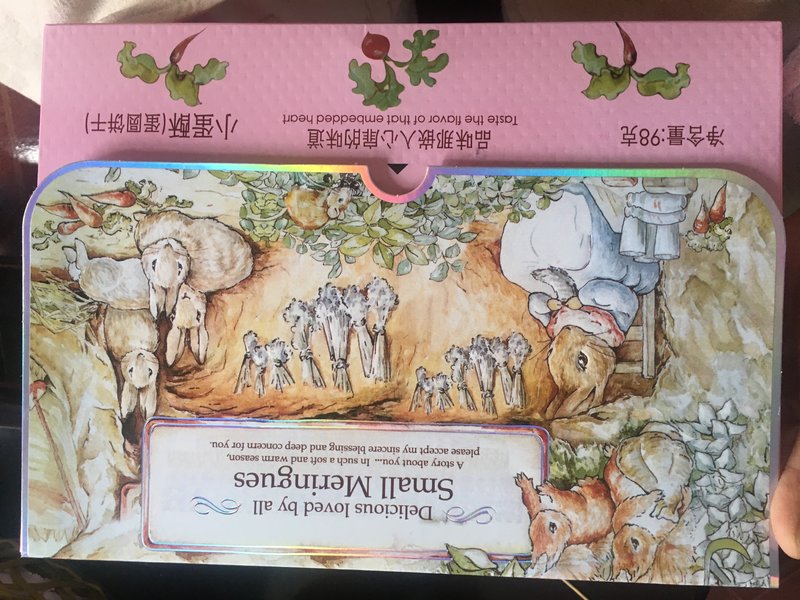 Delicious loved by all
Small Meringues
A story about you.... In such a soft and warm season,
please accept my sincere blessing and deep concern for you.
净含量:98克
品味那嵌入心扉的味道
Taste the flavor of that embedded heart
小蛋酥(蛋圆饼干)